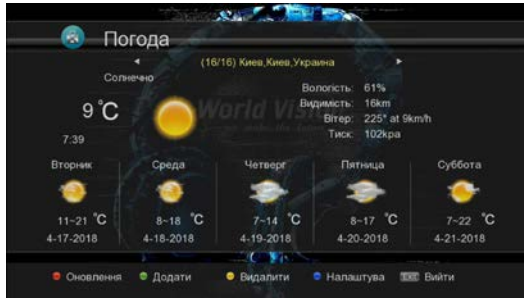 Погода
(16/16) Киев,Киев,Украина
Солнечно
9 °C
7:39
Вологість: 61%
Видимість: 16km
Вітер: 225° at 9km/h
Тиск: 102kpa
World Vision
Вторник Среда Четверг Пятница Суббота
11~21 °C 8~18 °C 7~14 °C 8~17 °C 7~22 °C
4-17-2018 4-18-2018 4-19-2018 4-20-2018 4-21-2018
Оновлення Додати Видалити Налаштува EXIT Вийти